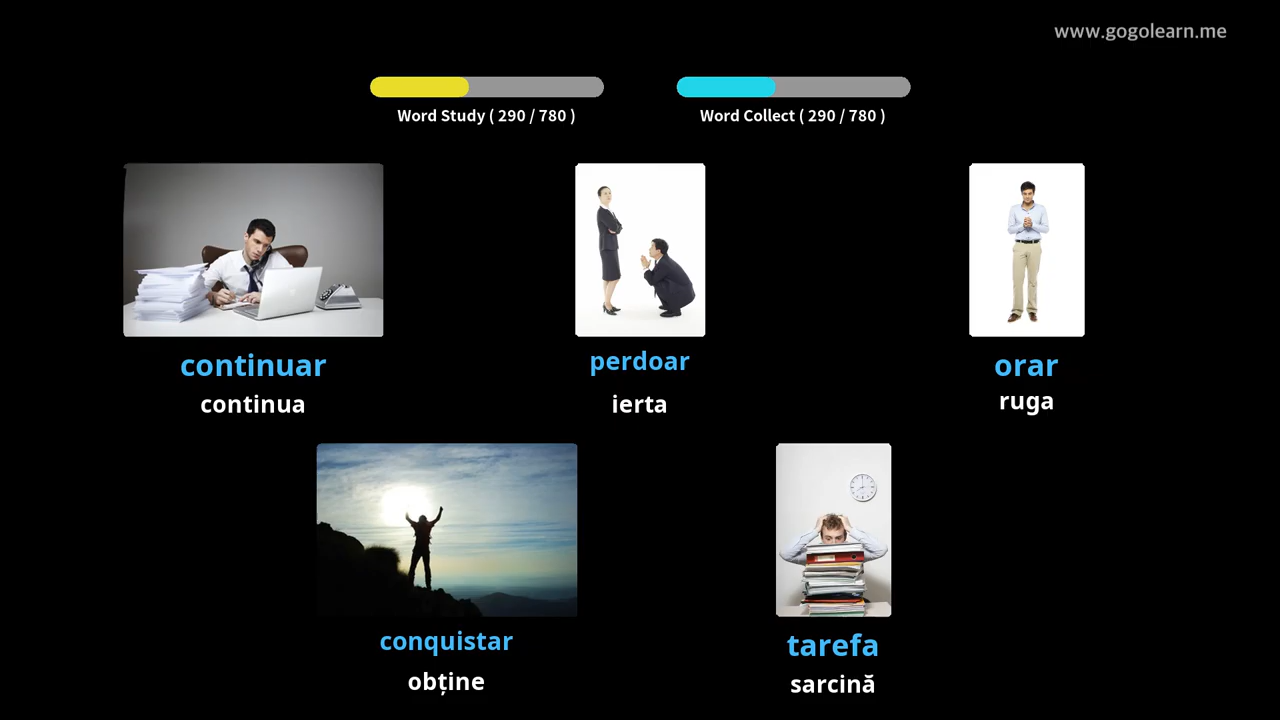 www.gogolearn.me
Word Study ( 290 / 780 )
Word Collect ( 290 / 780 )
continuar
continua
perdoar
ierta
orar
ruga
conquistar
obține
tarefa
sarcină